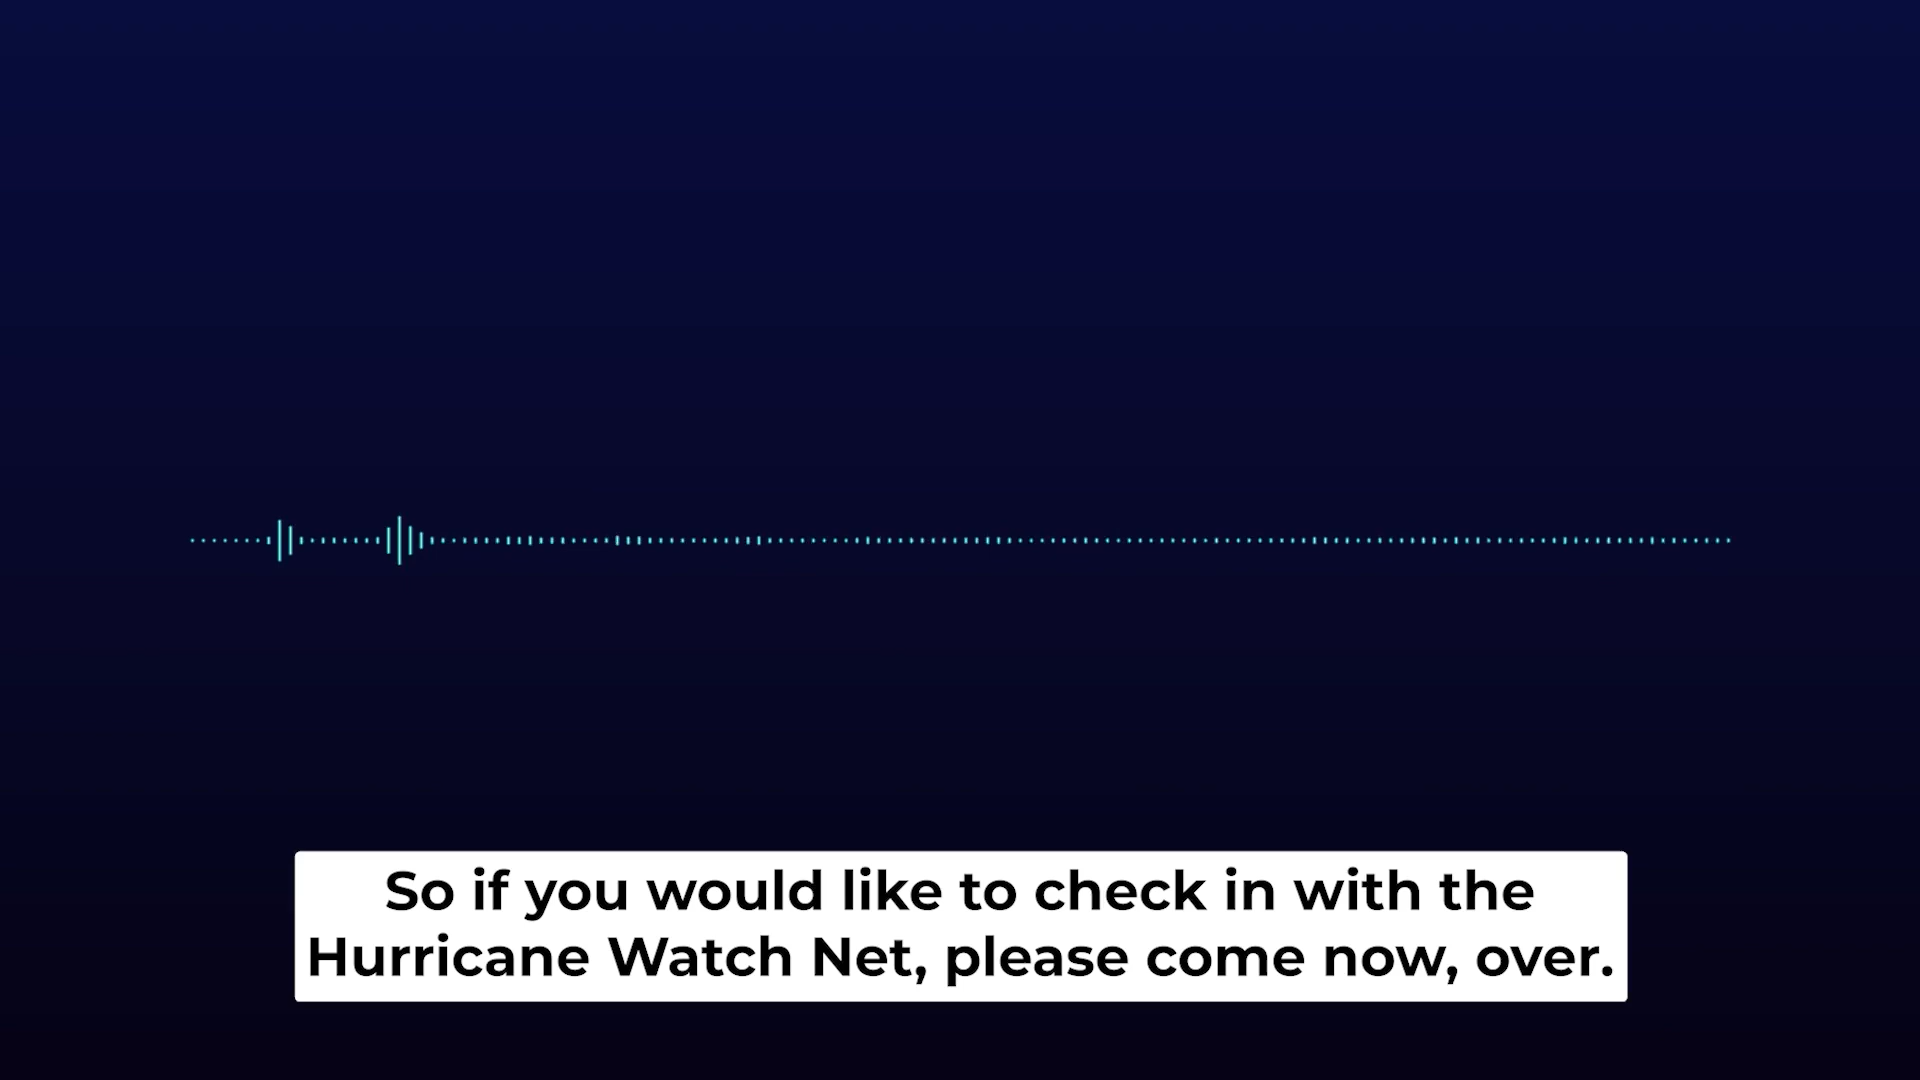 So if you would like to check in with the
Hurricane Watch Net, please come now, over.